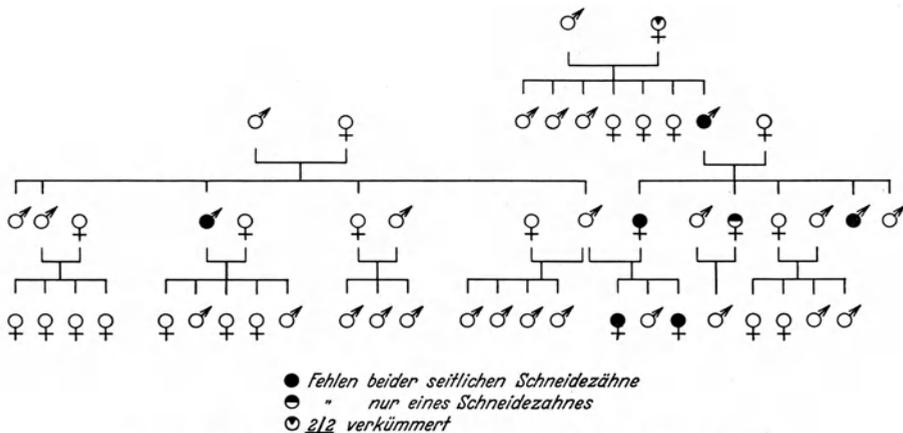 Fehlen beider seitlichen Schneidezähne
" nur eines Schneidezahnes
2/2 verkümmert